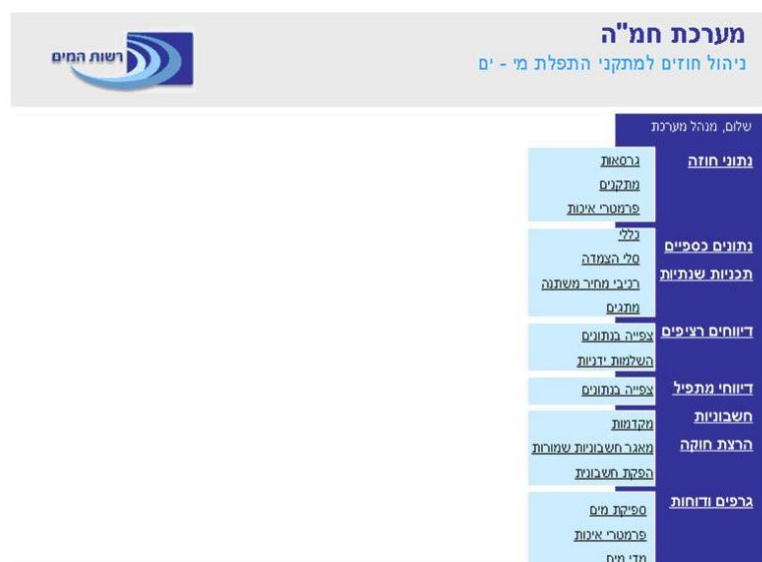 מערכת חמ"ה
ניהול חוזים למתקני התפלת מי - ים
רשות המים
שלום, מנהל מערכת
נתוני חוזה
גרסאות
מתקנים
פרמטרי איכות
נתונים כספיים
כללי
סלי הצמדה
תכניות שנתיות
רכיבי מחיר משתנה
מתגים
דיווחים רציפים
צפייה בנתונים
השלמות ידניות
דיווחי מתפיל
צפייה בנתונים
חשבוניות
מקדמות
הרצת חוקה
מאגר חשבוניות שמורות
הפקת חשבונית
גרפים ודוחות
ספיקת מים
פרמטרי איכות
מדי מים